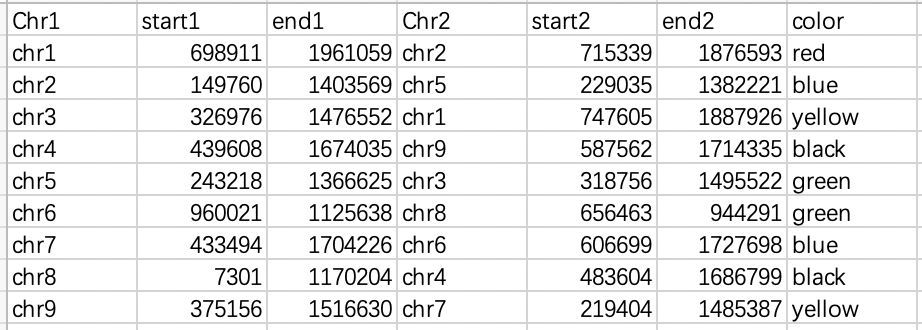 Chr1 start1 end1 Chr2 start2 end2 color
chr1 698911 1961059 chr2 715339 1876593 red
chr2 149760 1403569 chr5 229035 1382221 blue
chr3 326976 1476552 chr1 747605 1887926 yellow
chr4 439608 1674035 chr9 587562 1714335 black
chr5 243218 1366625 chr3 318756 1495522 green
chr6 960021 1125638 chr8 656463 944291 green
chr7 433494 1704226 chr6 606699 1727698 blue
chr8 7301 1170204 chr4 483604 1686799 black
chr9 375156 1516630 chr7 219404 1485387 yellow